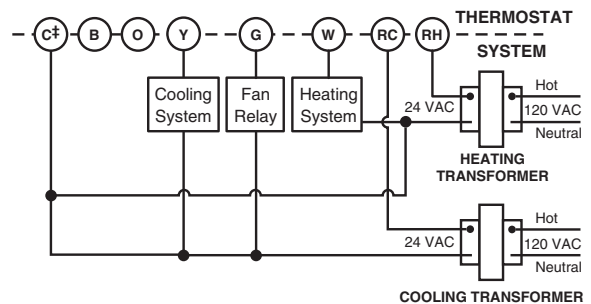 THERMOSTAT
C‡ B O Y G W RC RH
SYSTEM
Cooling
System
Fan
Relay
Heating
System
24 VAC
Hot
120 VAC
Neutral
HEATING
TRANSFORMER
24 VAC
Hot
120 VAC
Neutral
COOLING TRANSFORMER